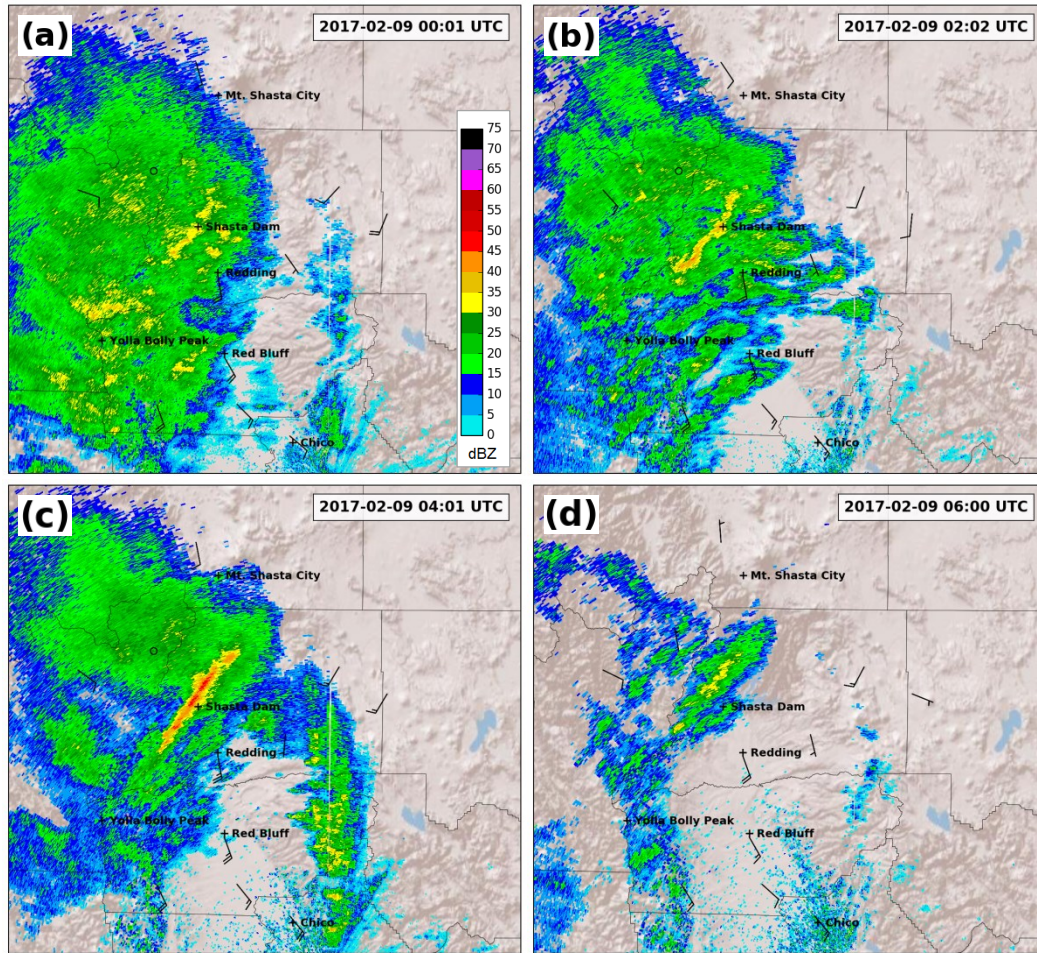 (a)
2017-02-09 00:01 UTC
Mt. Shasta City
75
70
65
60
55
50
45
40
35
30
25
20
15
10
5
0
dBZ
Shasta Dam
Redding
Yolla Bolly Peak
Red Bluff
Chico
(b)
2017-02-09 02:02 UTC
Mt. Shasta City
Shasta Dam
Redding
Yolla Bolly Peak
Red Bluff
Chico
(c)
2017-02-09 04:01 UTC
Mt. Shasta City
Shasta Dam
Redding
Yolla Bolly Peak
Red Bluff
Chico
(d)
2017-02-09 06:00 UTC
Mt. Shasta City
Shasta Dam
Redding
Yolla Bolly Peak
Red Bluff
Chico